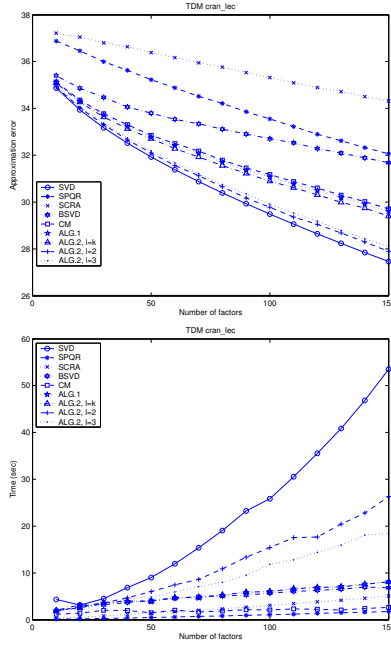 TDM cran_lec
38
36
34
32
30
28
26
Approximation error
SVD
SPQR
SCRA
BSVD
CM
ALG.1
ALG.2, l=k
ALG.2, l=2
ALG.2, l=3
0
50
100
150
Number of factors
TDM cran_lec
60
50
40
30
20
10
0
Time (sec)
SVD
SPQR
SCRA
BSVD
CM
ALG.1
ALG.2, l=k
ALG.2, l=2
ALG.2, l=3
0
50
100
150
Number of factors